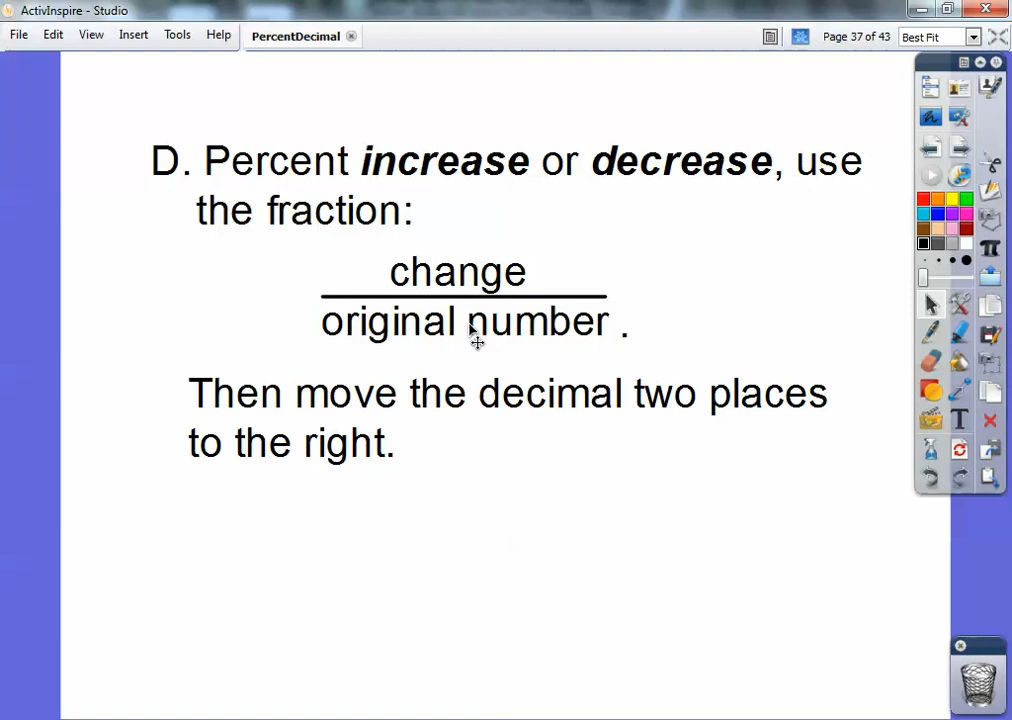 ActivInspire - Studio
File Edit View Insert Tools Help PercentDecimal Page 37 of 43 Best Fit
D. Percent increase or decrease, use
the fraction:
change
original number .
Then move the decimal two places
to the right.